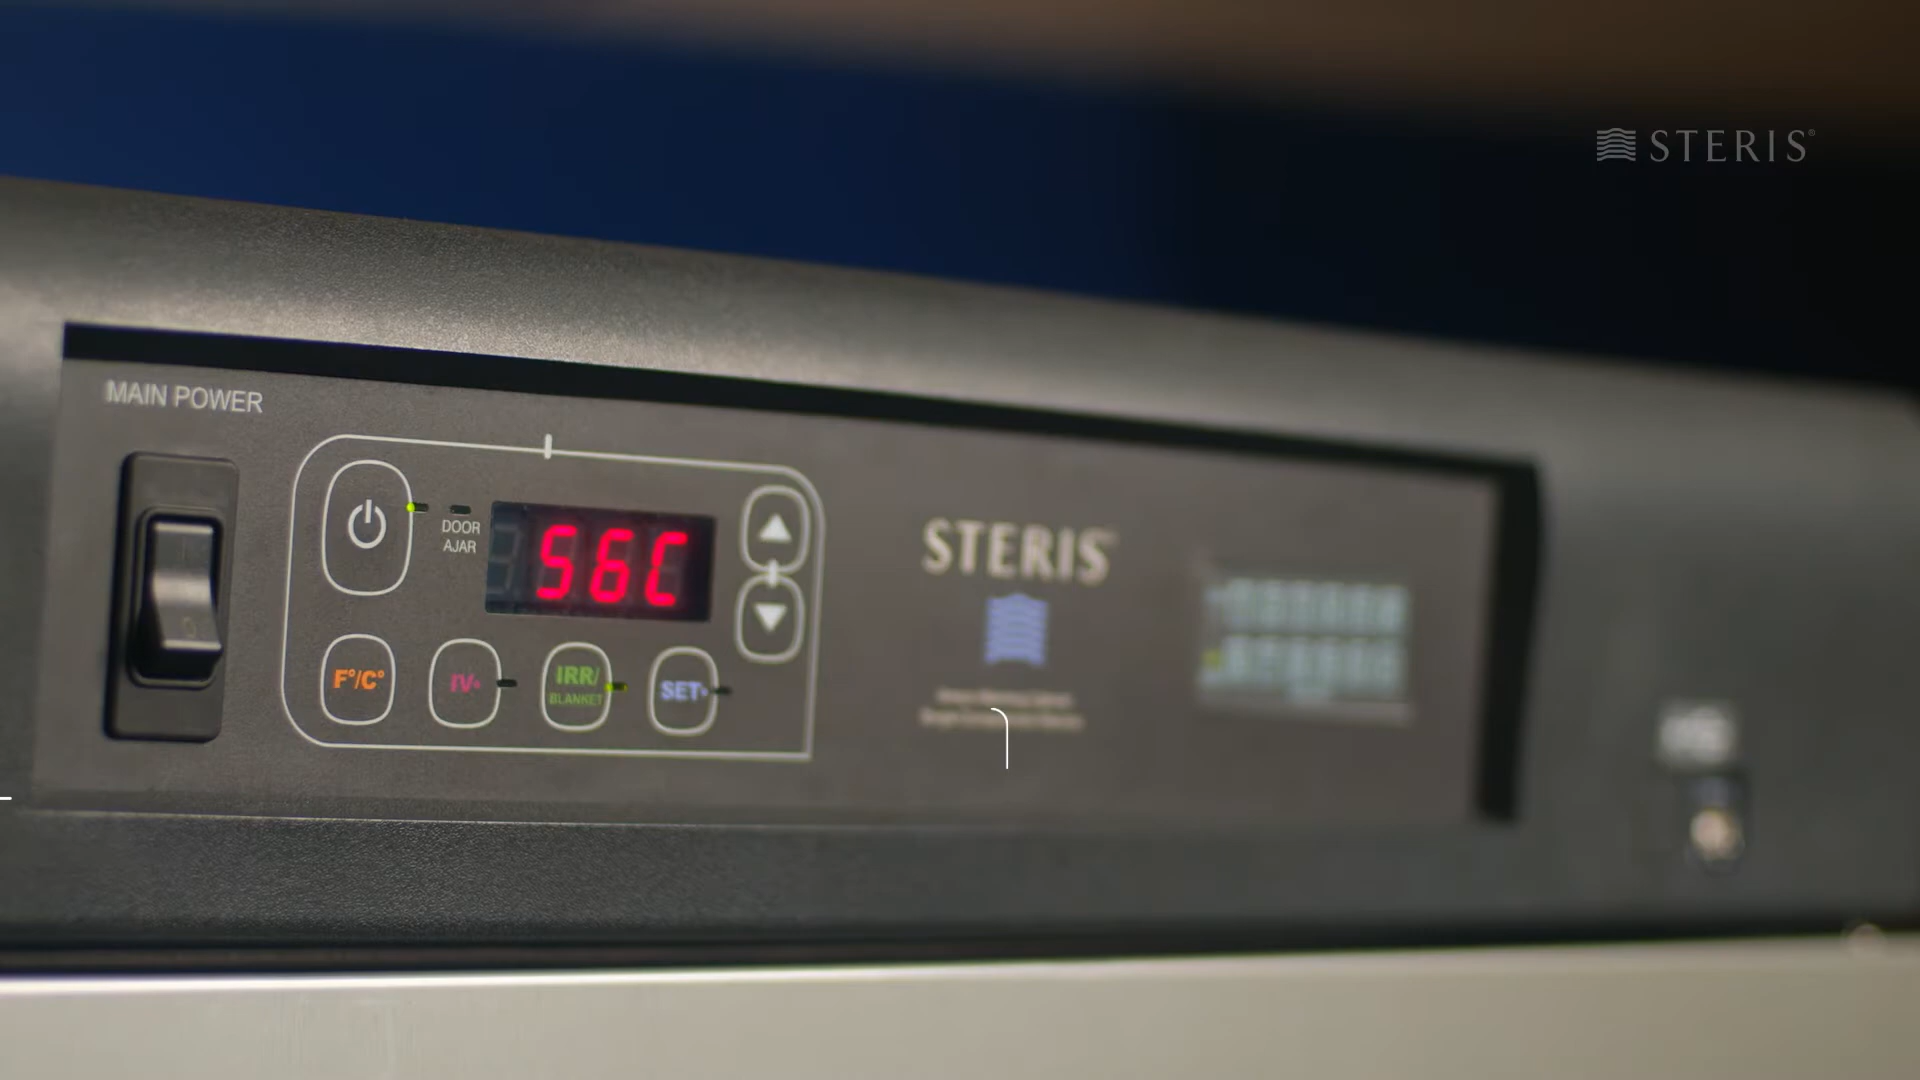 STERIS®
MAIN POWER
DOOR
AJAR
56C
STERIS
F°/C°
IV
IRR/
BLANKET
SET